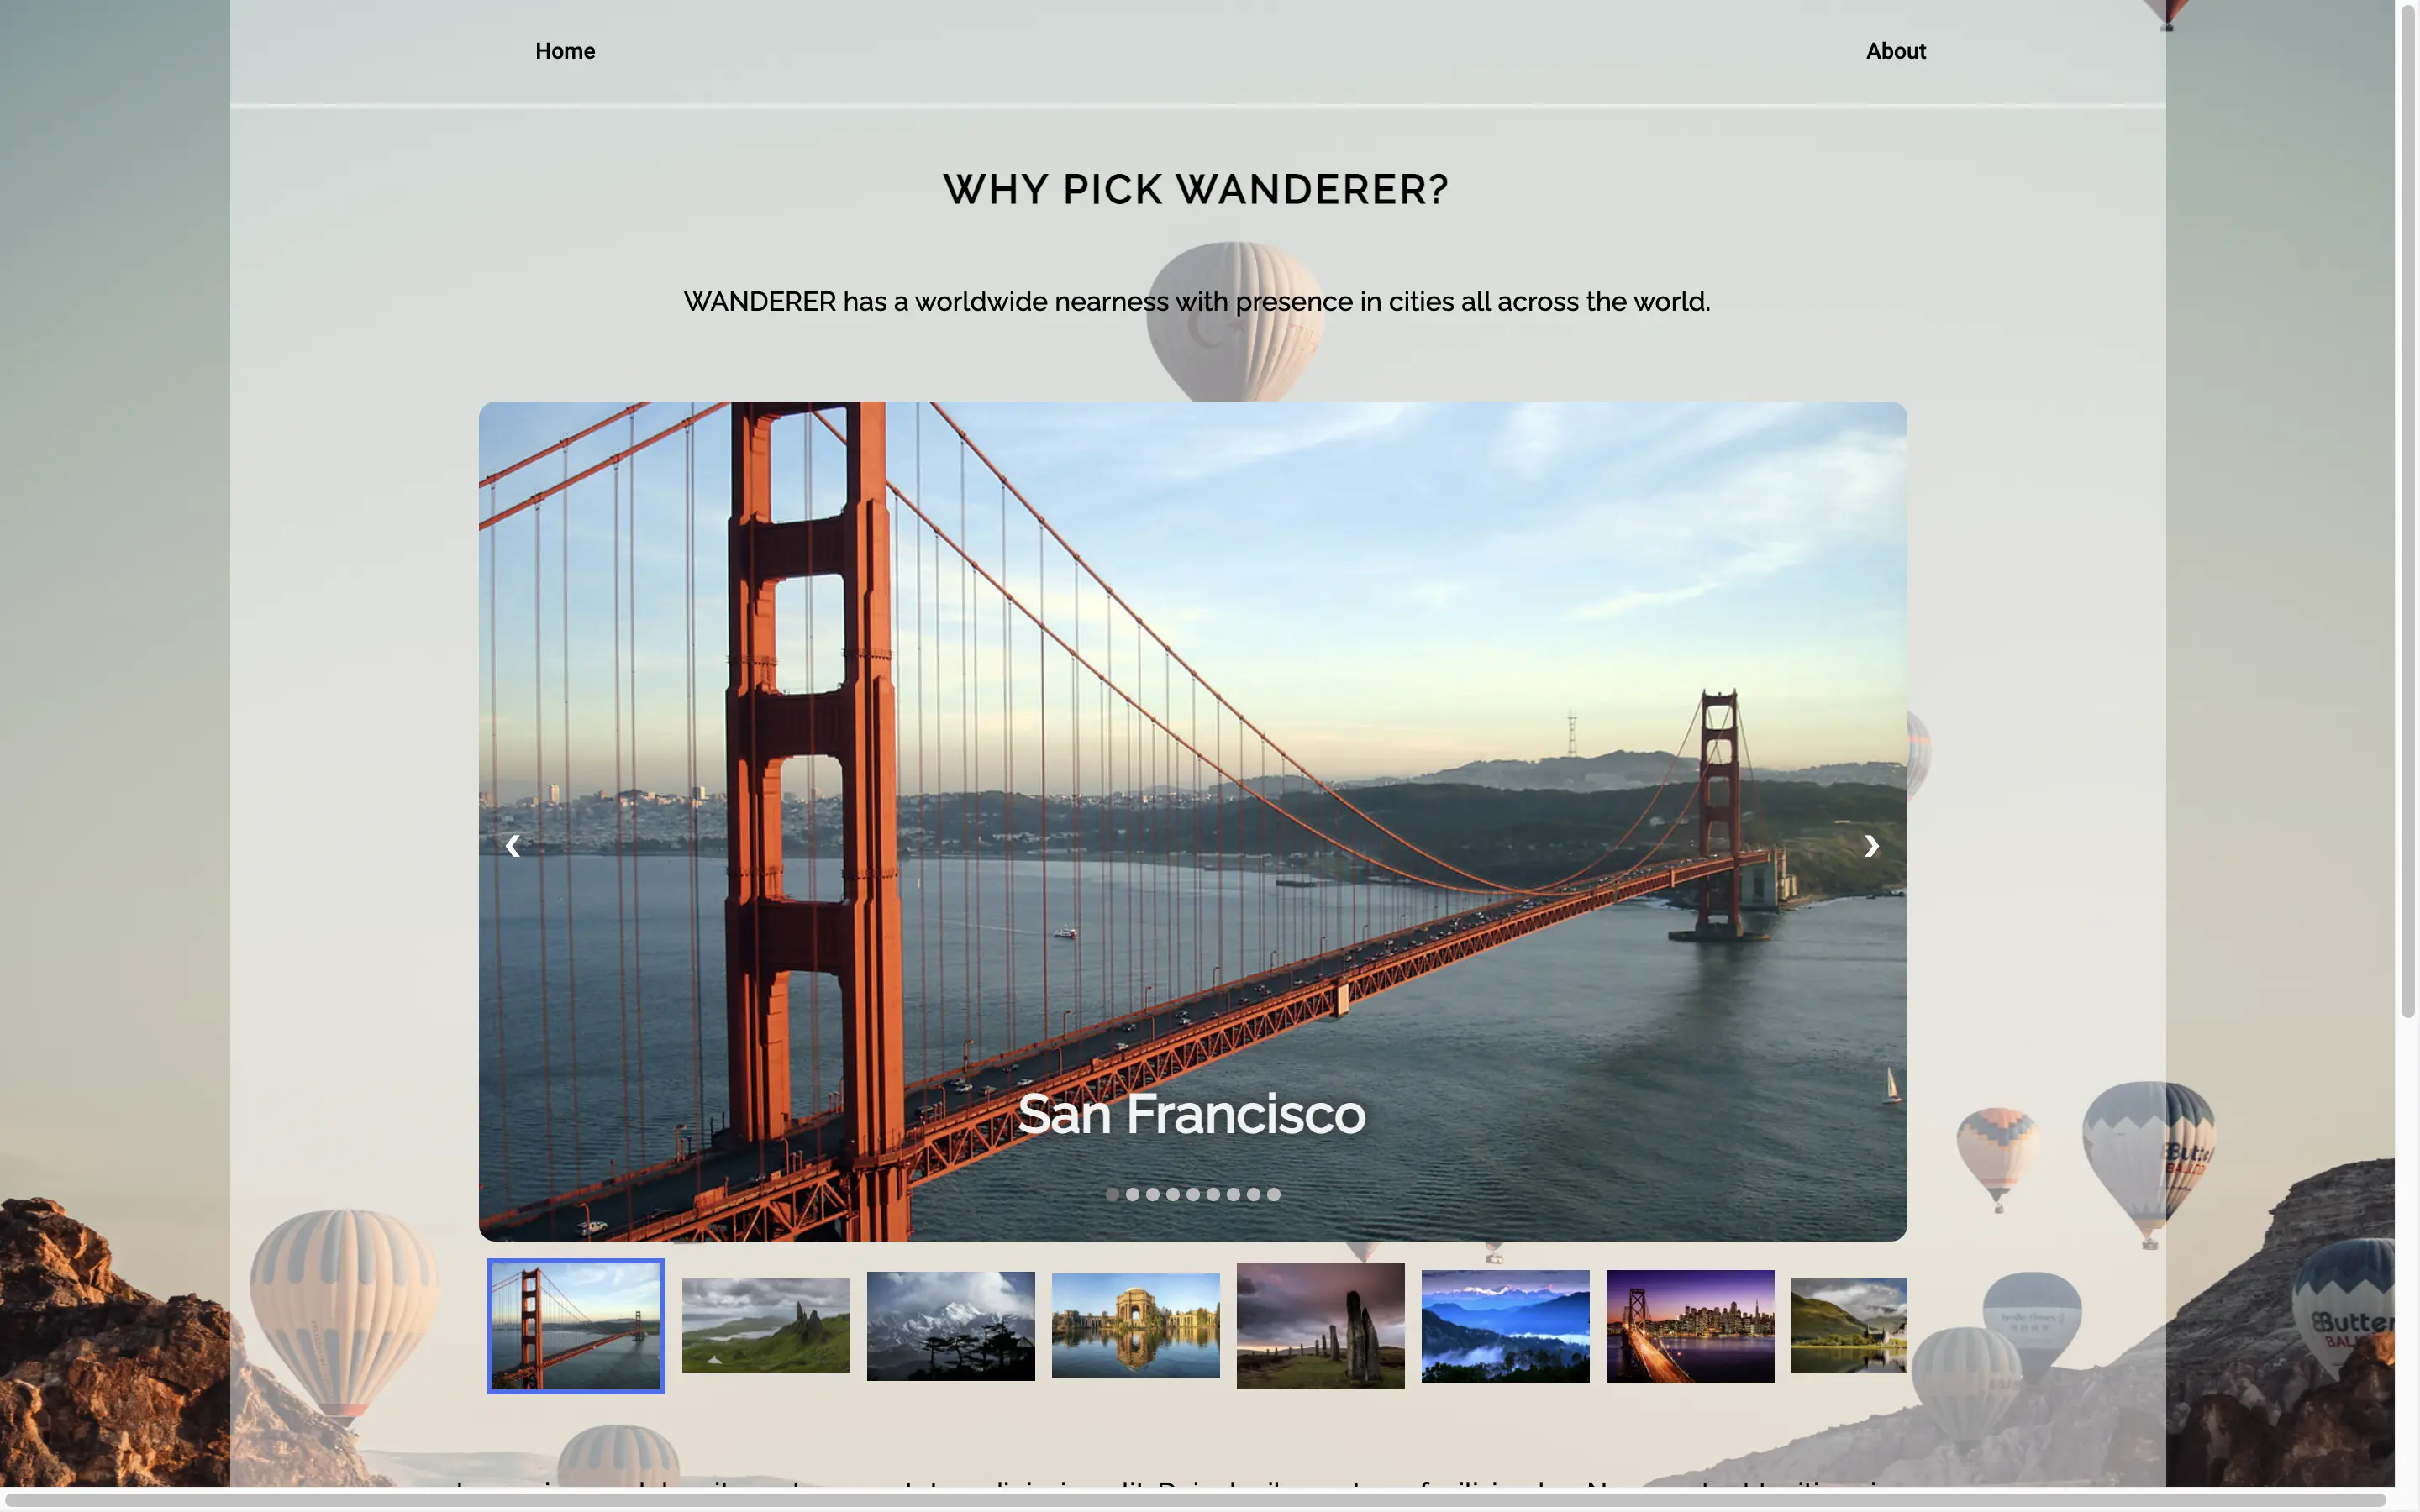 Home
About
WHY PICK WANDERER?
WANDERER has a worldwide nearness with presence in cities all across the world.
San Francisco